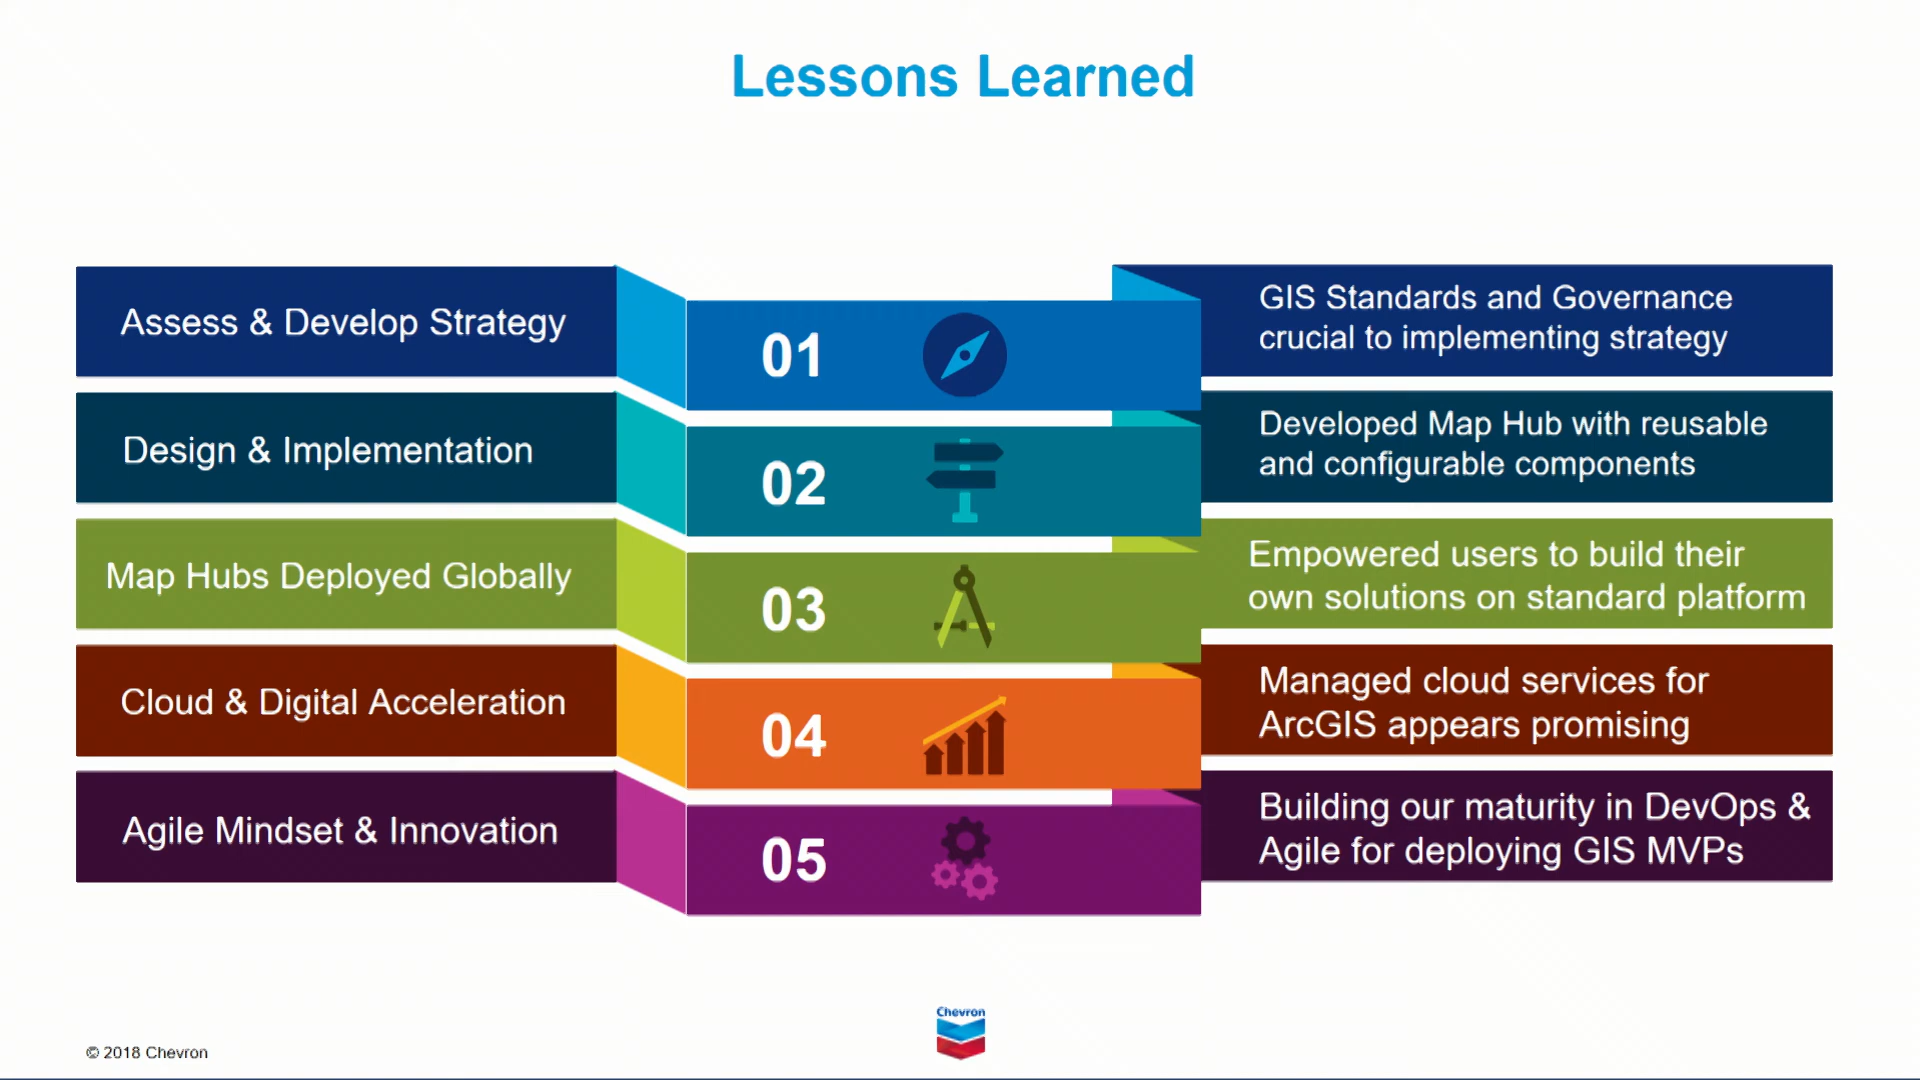 Lessons Learned
Assess & Develop Strategy
01
GIS Standards and Governance
crucial to implementing strategy
Design & Implementation
02
Developed Map Hub with reusable
and configurable components
Map Hubs Deployed Globally
03
Empowered users to build their
own solutions on standard platform
Cloud & Digital Acceleration
04
Managed cloud services for
ArcGIS appears promising
Agile Mindset & Innovation
05
Building our maturity in DevOps &
Agile for deploying GIS MVPs
Chevron
© 2018 Chevron